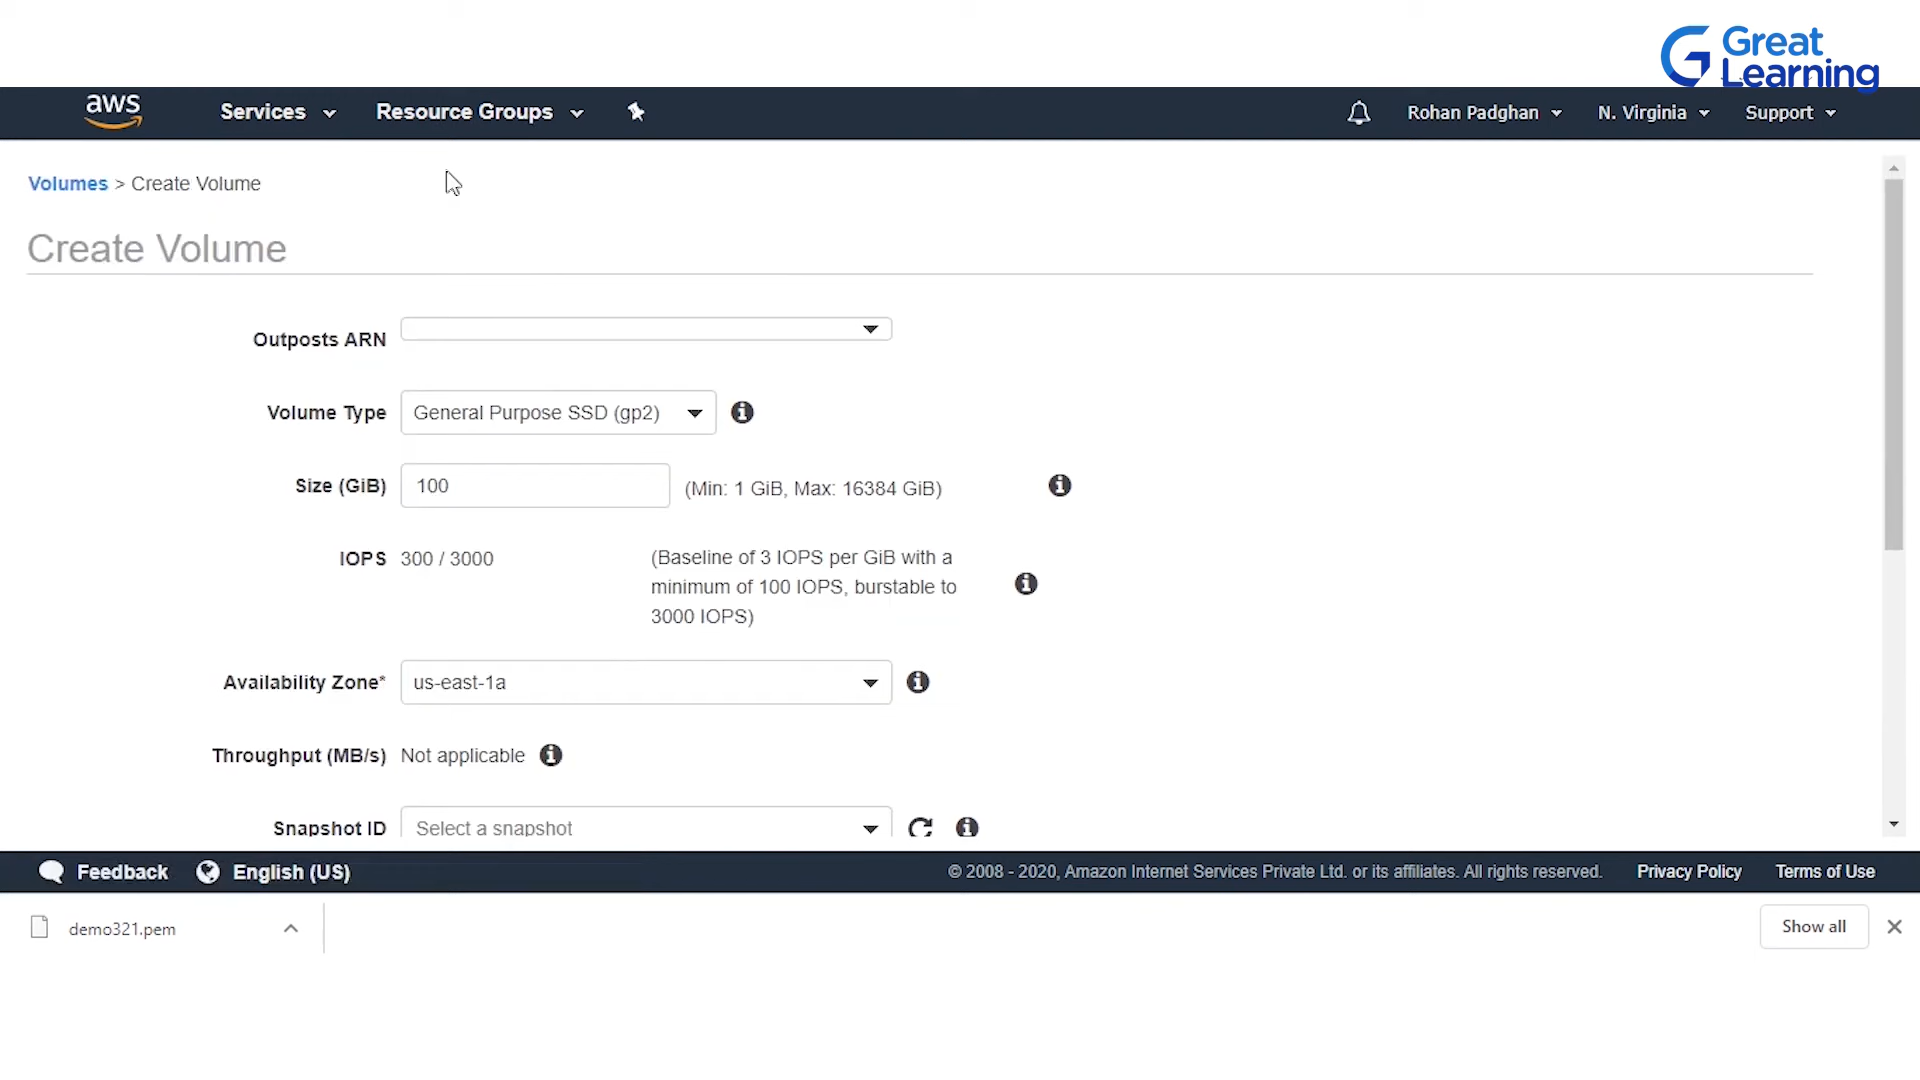 Great
Learning
aws Services Resource Groups Rohan Padghan N. Virginia Support
Volumes > Create Volume
Create Volume
Outposts ARN
Volume Type General Purpose SSD (gp2)
Size (GiB) 100 (Min: 1 GiB, Max: 16384 GiB)
IOPS 300 / 3000 (Baseline of 3 IOPS per GiB with a
minimum of 100 IOPS, burstable to
3000 IOPS)
Availability Zone* us-east-1a
Throughput (MB/s) Not applicable
Snapshot ID Select a snapshot
Feedback English (US) © 2008 - 2020, Amazon Internet Services Private Ltd. or its affiliates. All rights reserved. Privacy Policy Terms of Use
demo321.pem Show all